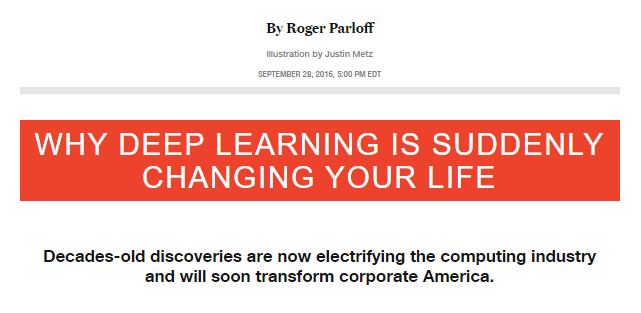 By Roger Parloff
Illustration by Justin Metz
SEPTEMBER 28, 2016, 5:00 PM EDT
WHY DEEP LEARNING IS SUDDENLY
CHANGING YOUR LIFE
Decades-old discoveries are now electrifying the computing industry
and will soon transform corporate America.